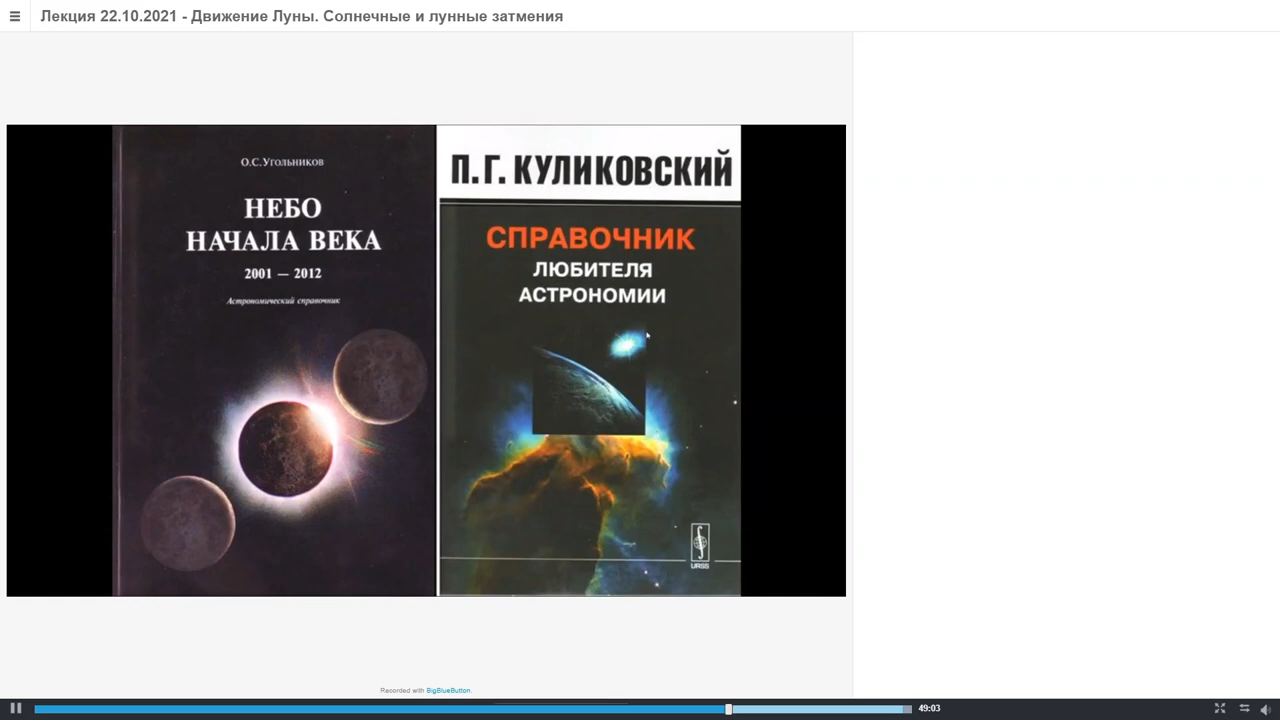 Лекция 22.10.2021 - Движение Луны. Солнечные и лунные затмения
О.С.Угольников
НЕБО
НАЧАЛА ВЕКА
2001 — 2012
Астрономический справочник
П.Г. КУЛИКОВСКИЙ
СПРАВОЧНИК
ЛЮБИТЕЛЯ
АСТРОНОМИИ
URSS
Recorded with BigBlueButton.
49:03